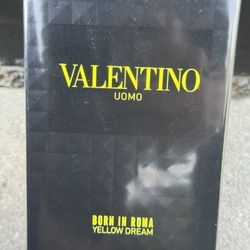 VALENTINO
UOMO
BORN IN ROMA
YELLOW DREAM